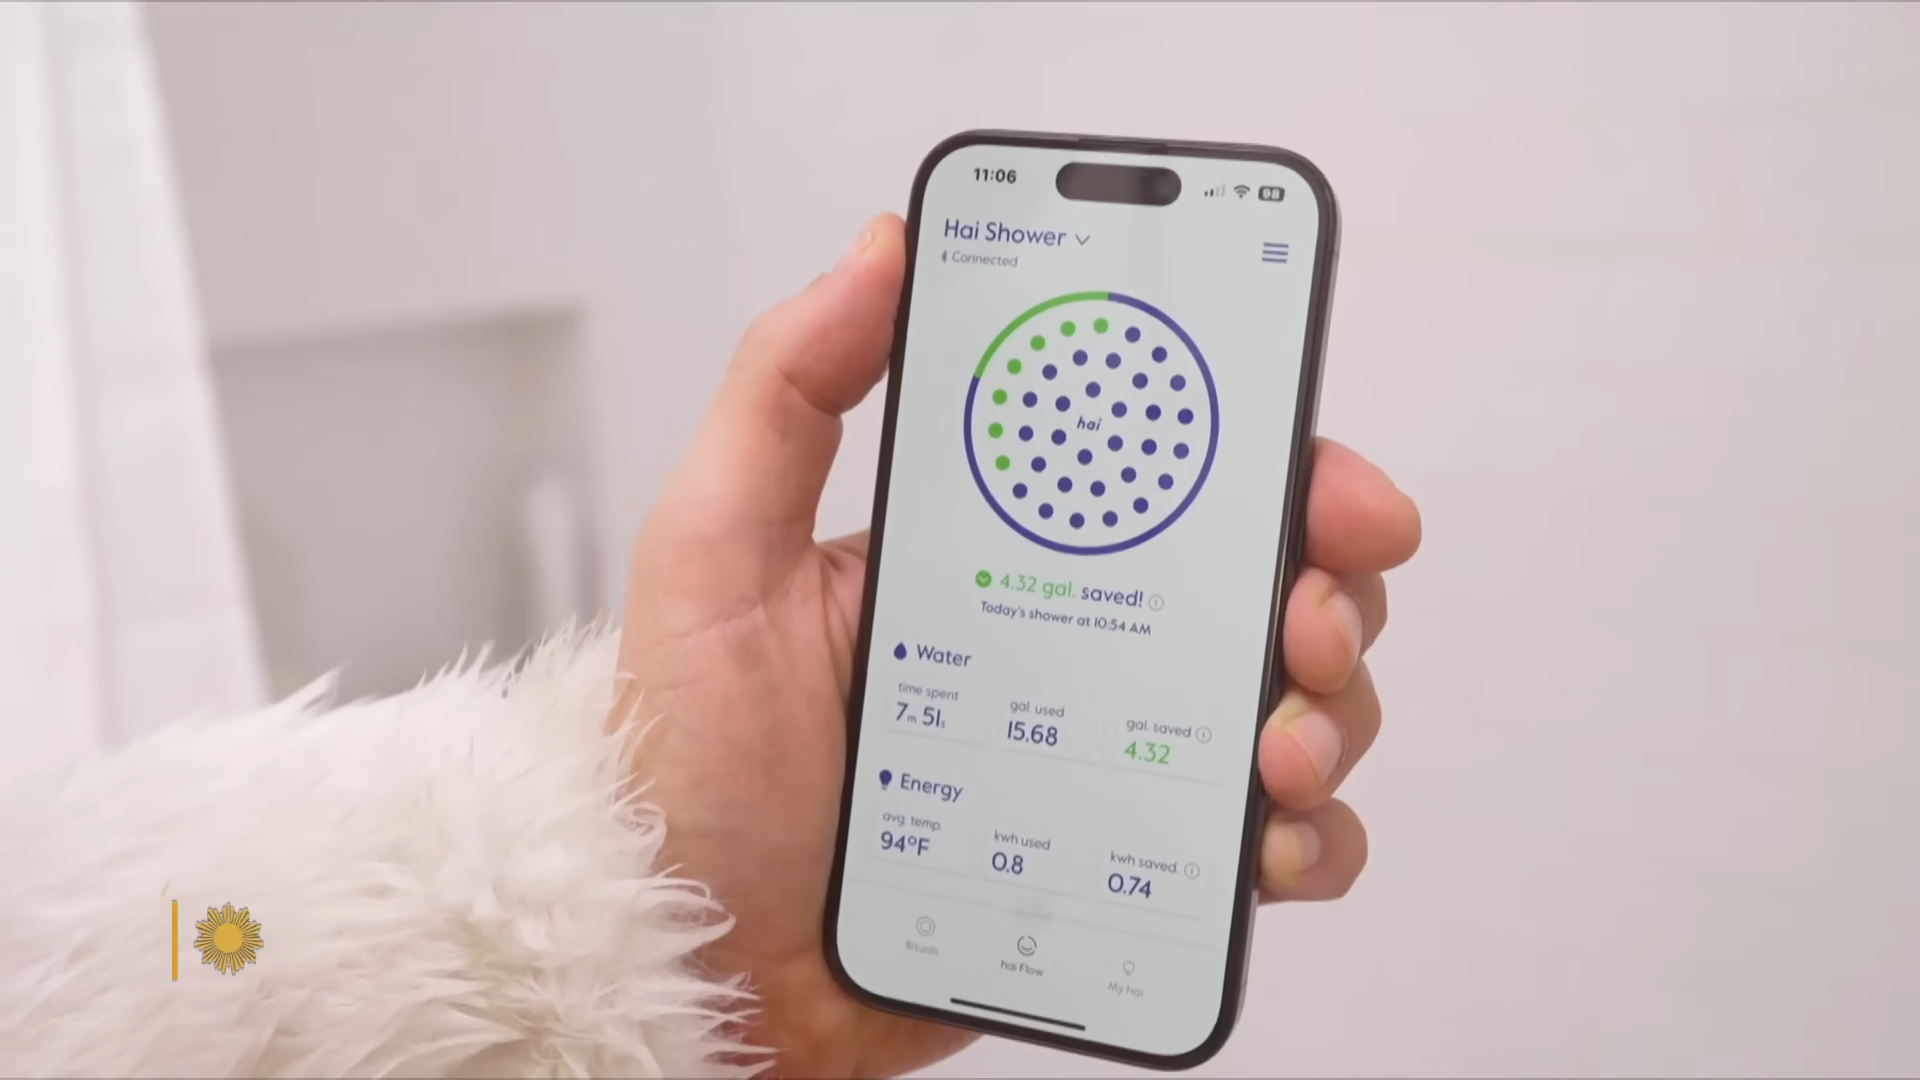 11:06
98
Hai Shower
Connected
hai
4.32 gal. saved!
Today's shower at 10:54 AM
Water
time spent
7m 51s
gal. used
15.68
gal. saved
4.32
Energy
avg. temp.
94°F
kwh used
0.8
kwh saved
0.74
Rituals
hai Flow
My hai